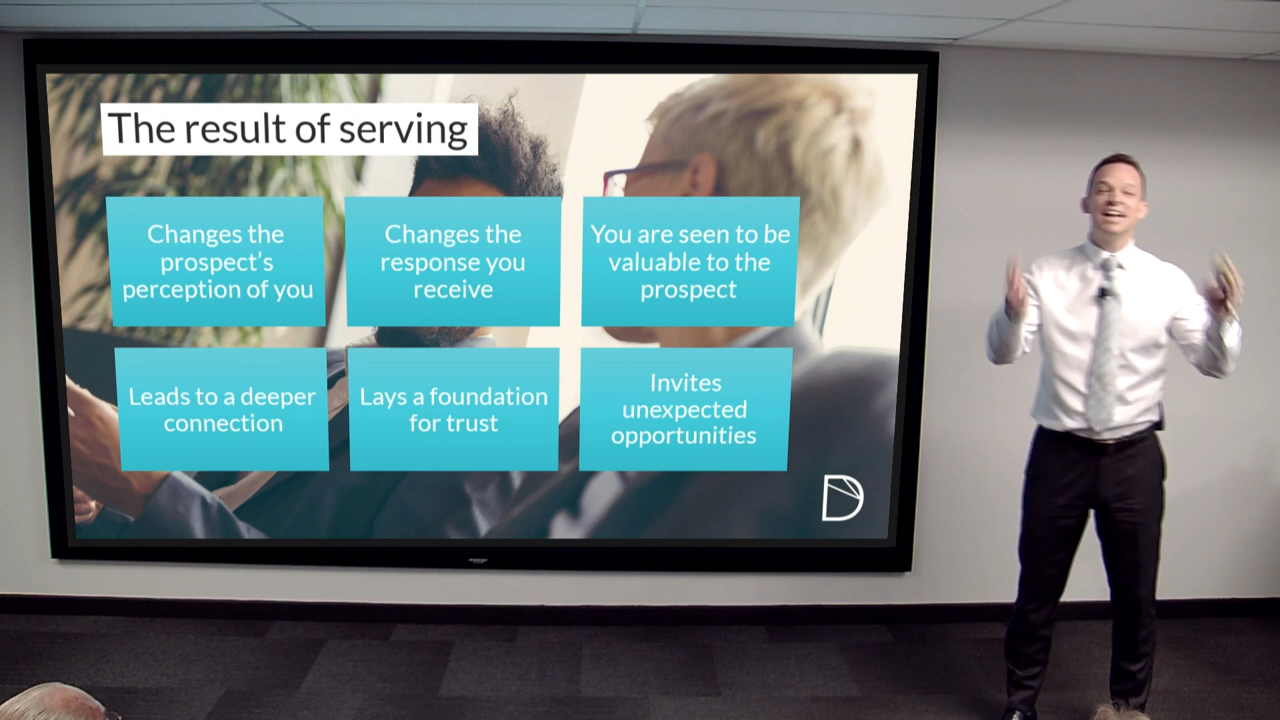 The result of serving
Changes the
prospect's
perception of you
Changes the
response you
receive
You are seen to be
valuable to the
prospect
Leads to a deeper
connection
Lays a foundation
for trust
Invites
unexpected
opportunities